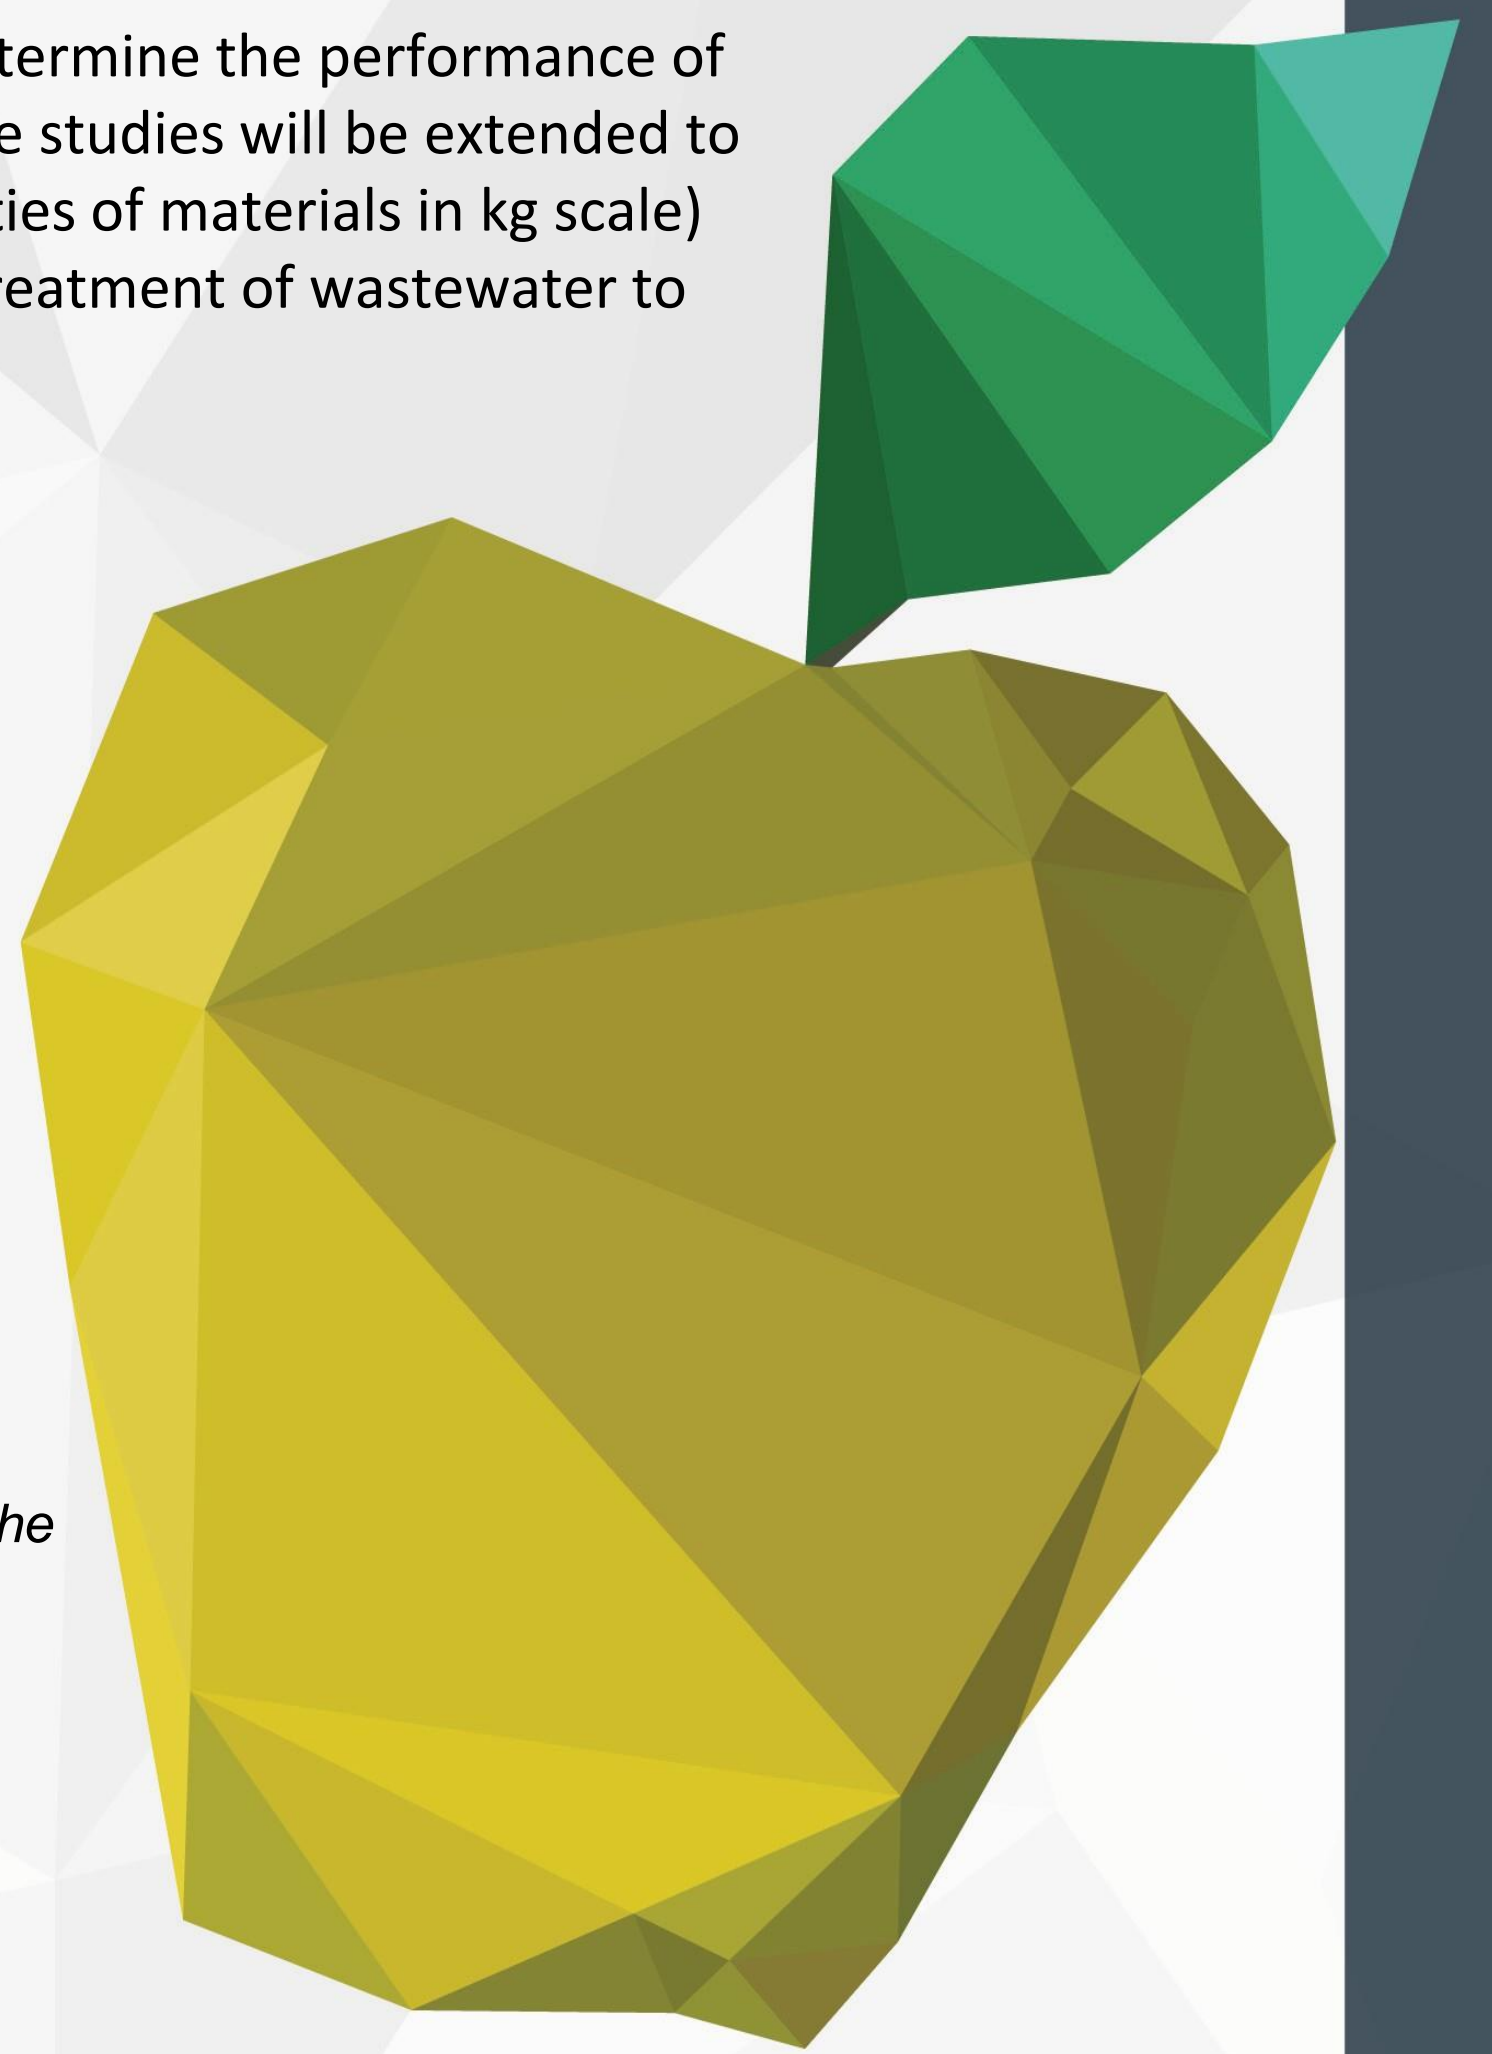 termine the performance of
e studies will be extended to
ties of materials in kg scale)
reatment of wastewater to
he